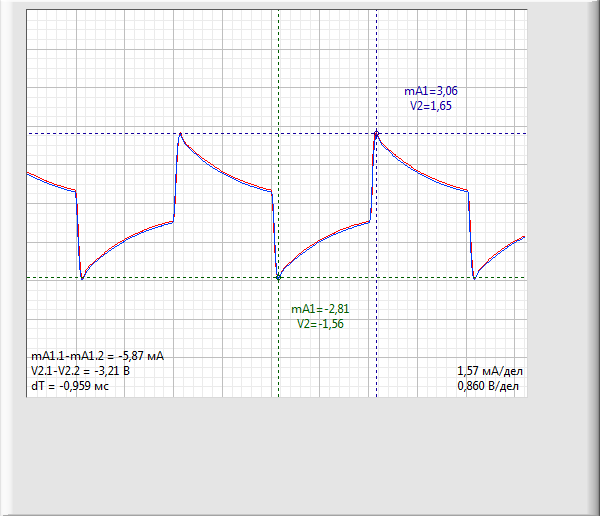 mA1=3,06
V2=1,65
mA1=-2,81
V2=-1,56
mA1.1-mA1.2 = -5,87 мА
V2.1-V2.2 = -3,21 В
dT = -0,959 мс
1,57 мА/дел
0,860 В/дел